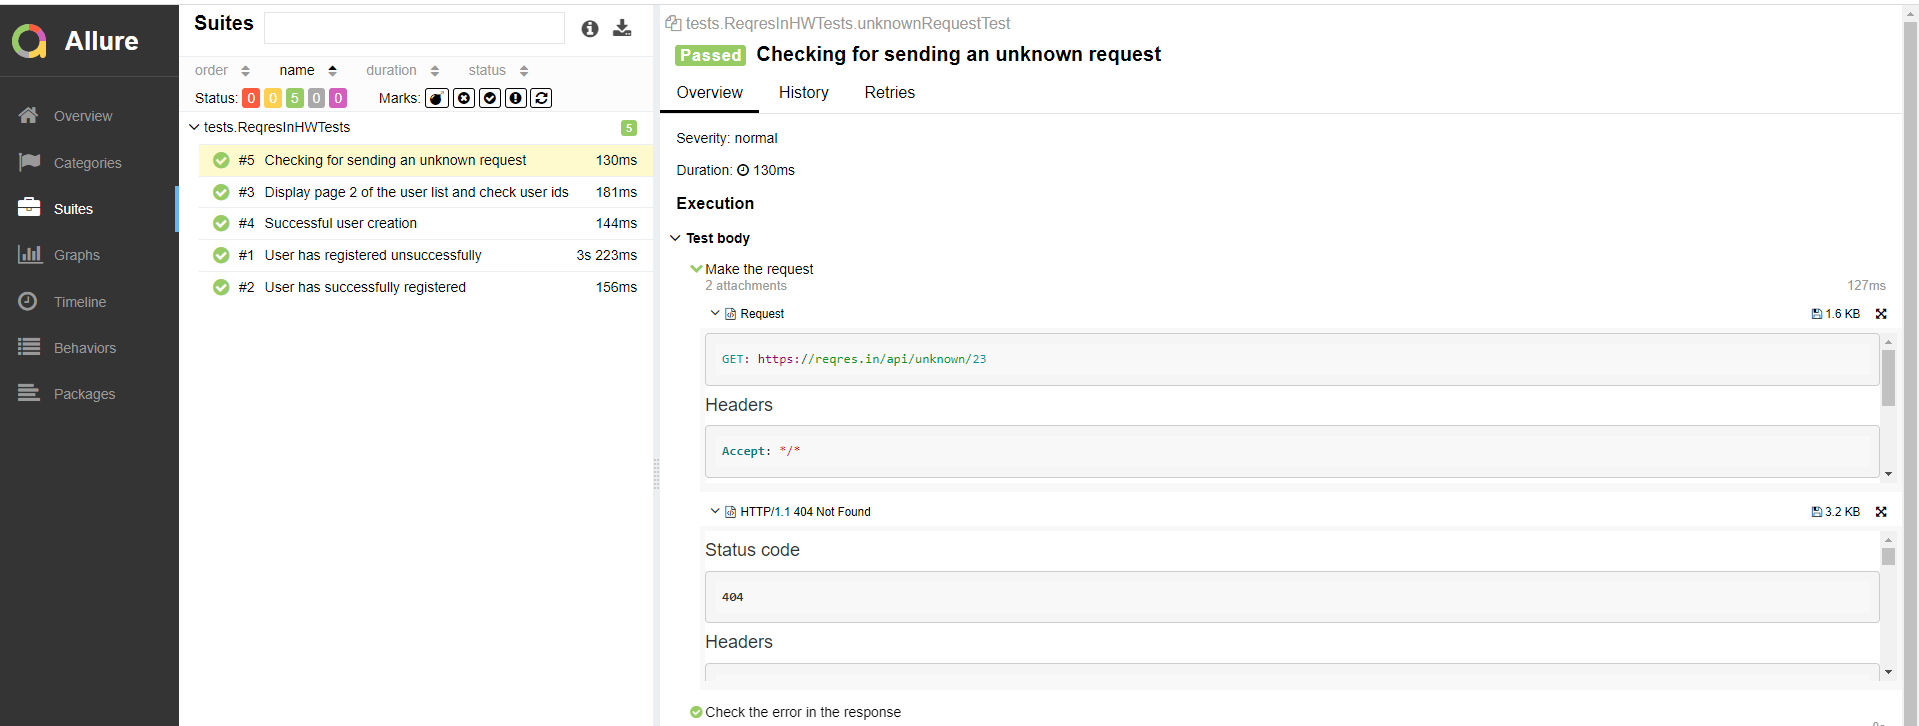 Allure
Overview
Categories
Suites
Graphs
Timeline
Behaviors
Packages
Suites
order name duration status
Status: 0 0 5 0 0 Marks:
tests.ReqresInHWTests 5
#5 Checking for sending an unknown request 130ms
#3 Display page 2 of the user list and check user ids 181ms
#4 Successful user creation 144ms
#1 User has registered unsuccessfully 3s 223ms
#2 User has successfully registered 156ms
tests.ReqresInHWTests.unknownRequestTest
Passed Checking for sending an unknown request
Overview History Retries
Severity: normal
Duration: 130ms
Execution
Test body
Make the request
2 attachments 127ms
Request 1.6 KB
GET: https://reqres.in/api/unknown/23
Headers
Accept: */*
HTTP/1.1 404 Not Found 3.2 KB
Status code
404
Headers
Check the error in the response